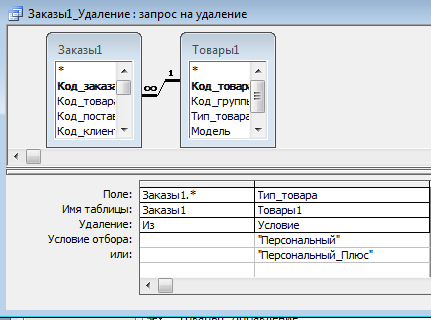 Заказы1_Удаление : запрос на удаление
Заказы1
*
Код_заказа
Код_товара
Код_постав
Код_клиент
∞
1
Товары1
*
Код_товара
Код_группы
Тип_товара
Модель
Поле: Заказы1.* Тип_товара
Имя таблицы: Заказы1 Товары1
Удаление: Из Условие
Условие отбора: "Персональный"
или: "Персональный_Плюс"